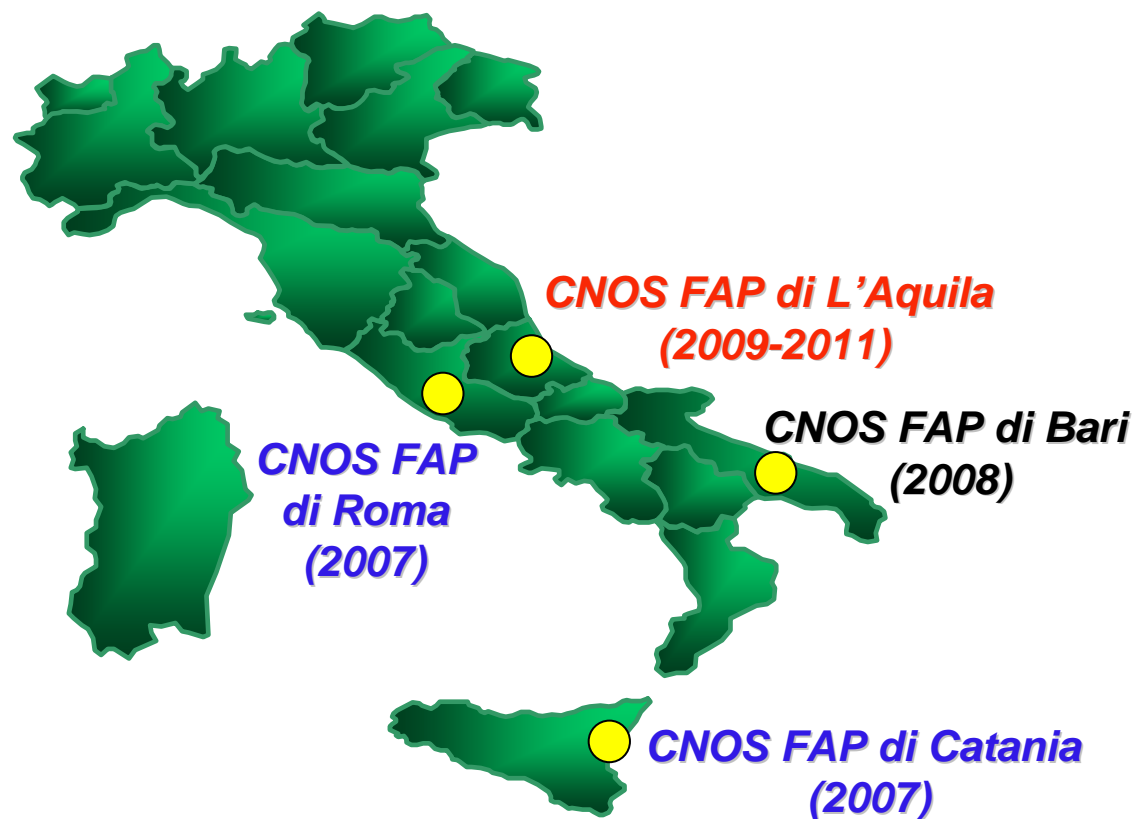 CNOS FAP di L’Aquila
(2009-2011)
CNOS FAP di Bari
(2008)
CNOS FAP
di Roma
(2007)
CNOS FAP di Catania
(2007)